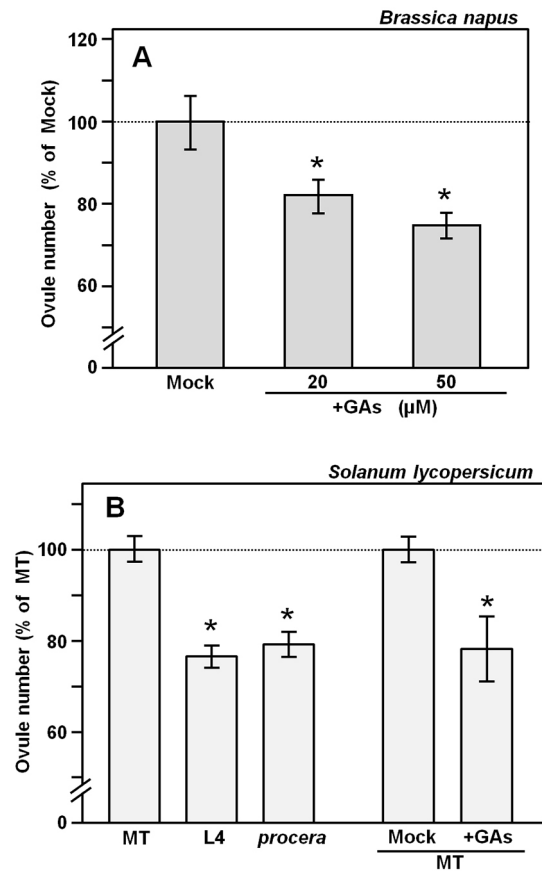 Brassica napus
A
Ovule number (% of Mock)
120
100
80
60
0
*
*
Mock
20
50
+GAs (µM)
Solanum lycopersicum
B
Ovule number (% of MT)
100
80
60
0
*
*
*
MT
L4
procera
Mock
+GAs
MT